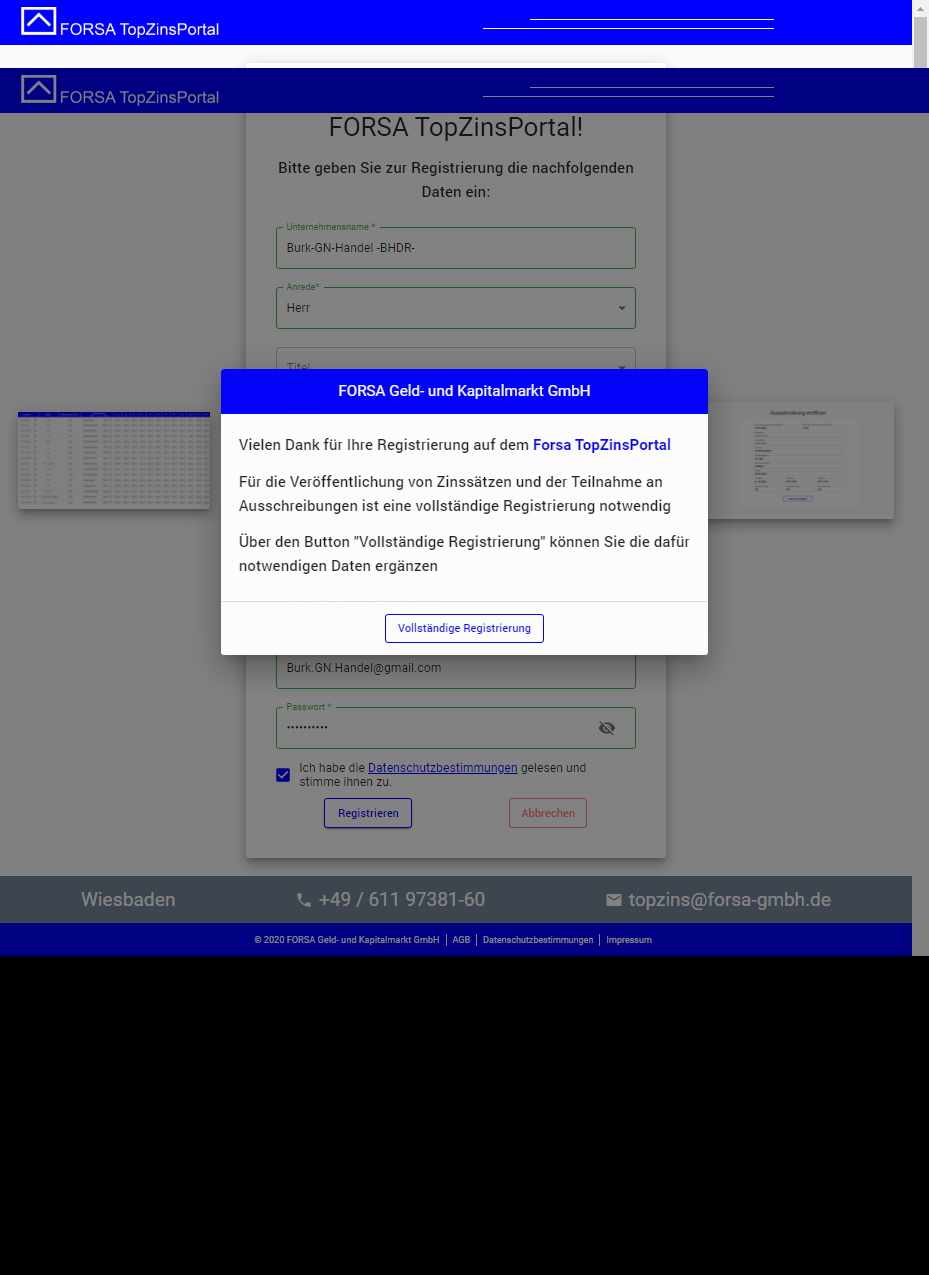 FORSA TopZinsPortal
FORSA TopZinsPortal
FORSA TopZinsPortal!
Bitte geben Sie zur Registrierung die nachfolgenden
Daten ein:
Unternehmensname *
Burk-GN-Handel -BHDR-
Anrede*
Herr
Titel
FORSA Geld- und Kapitalmarkt GmbH
Vielen Dank für Ihre Registrierung auf dem Forsa TopZinsPortal
Für die Veröffentlichung von Zinssätzen und der Teilnahme an
Ausschreibungen ist eine vollständige Registrierung notwendig
Über den Button "Vollständige Registrierung" können Sie die dafür
notwendigen Daten ergänzen
Vollständige Registrierung
Ausschreibung eröffnen
Burk.GN.Handel@gmail.com
Passwort *
Ich habe die Datenschutzbestimmungen gelesen und
stimme ihnen zu.
Registrieren Abbrechen
Wiesbaden +49 / 611 97381-60 topzins@forsa-gmbh.de
© 2020 FORSA Geld- und Kapitalmarkt GmbH | AGB | Datenschutzbestimmungen | Impressum